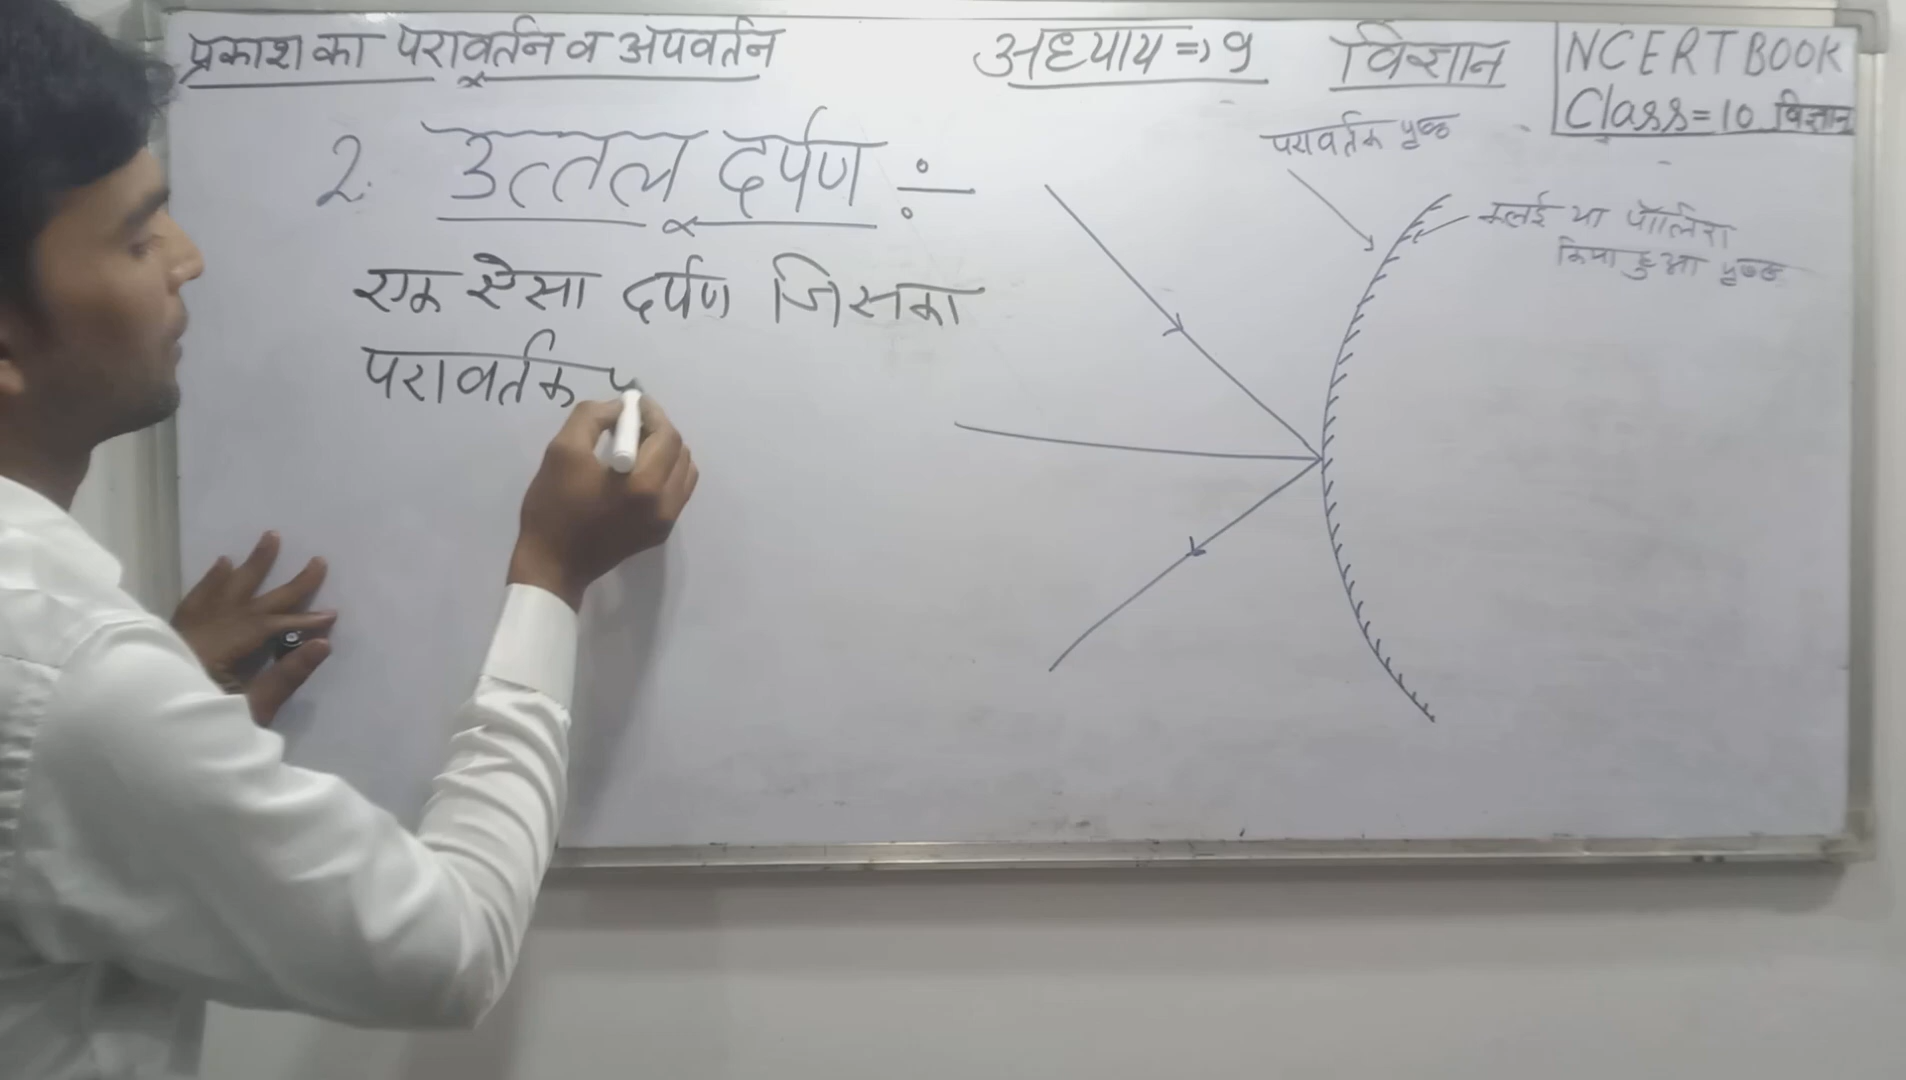 प्रकाश का परावर्तन व अपवर्तन
अध्याय => 9
विज्ञान
NCERT BOOK
Class = 10 विज्ञान
2. उत्तल दर्पण ÷
एक ऐसा दर्पण जिसका
परावर्तक
परावर्तक पृष्ठ
कलई या पॉलिश
किया हुआ पृष्ठ